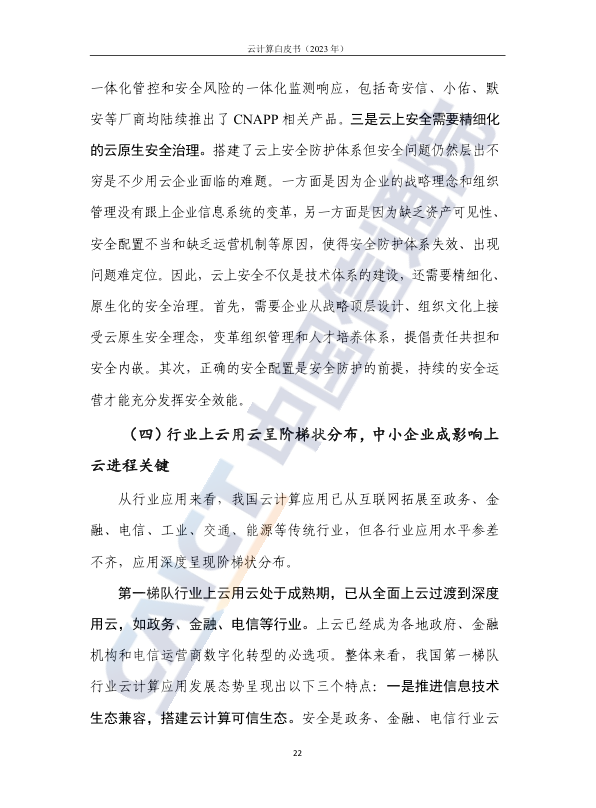 云计算白皮书（2023 年）
一体化管控和安全风险的一体化监测响应，包括奇安信、小佑、默
安等厂商均陆续推出了 CNAPP 相关产品。三是云上安全需要精细化
的云原生安全治理。搭建了云上安全防护体系但安全问题仍然层出不
穷是不少用云企业面临的难题。一方面是因为企业的战略理念和组织
管理没有跟上企业信息系统的变革，另一方面是因为缺乏资产可见性、
安全配置不当和缺乏运营机制等原因，使得安全防护体系失效、出现
问题难定位。因此，云上安全不仅是技术体系的建设，还需要精细化、
原生化的安全治理。首先，需要企业从战略顶层设计、组织文化上接
受云原生安全理念，变革组织管理和人才培养体系，提倡责任共担和
安全内嵌。其次，正确的安全配置是安全防护的前提，持续的安全运
营才能充分发挥安全效能。
（四）行业上云用云呈阶梯状分布，中小企业成影响上
云进程关键
从行业应用来看，我国云计算应用已从互联网拓展至政务、金
融、电信、工业、交通、能源等传统行业，但各行业应用水平参差
不齐，应用深度呈现阶梯状分布。
第一梯队行业上云用云处于成熟期，已从全面上云过渡到深度
用云，如政务、金融、电信等行业。上云已经成为各地政府、金融
机构和电信运营商数字化转型的必选项。整体来看，我国第一梯队
行业云计算应用发展态势呈现出以下三个特点：一是推进信息技术
生态兼容，搭建云计算可信生态。安全是政务、金融、电信行业云
22
CAICT 中国信通院